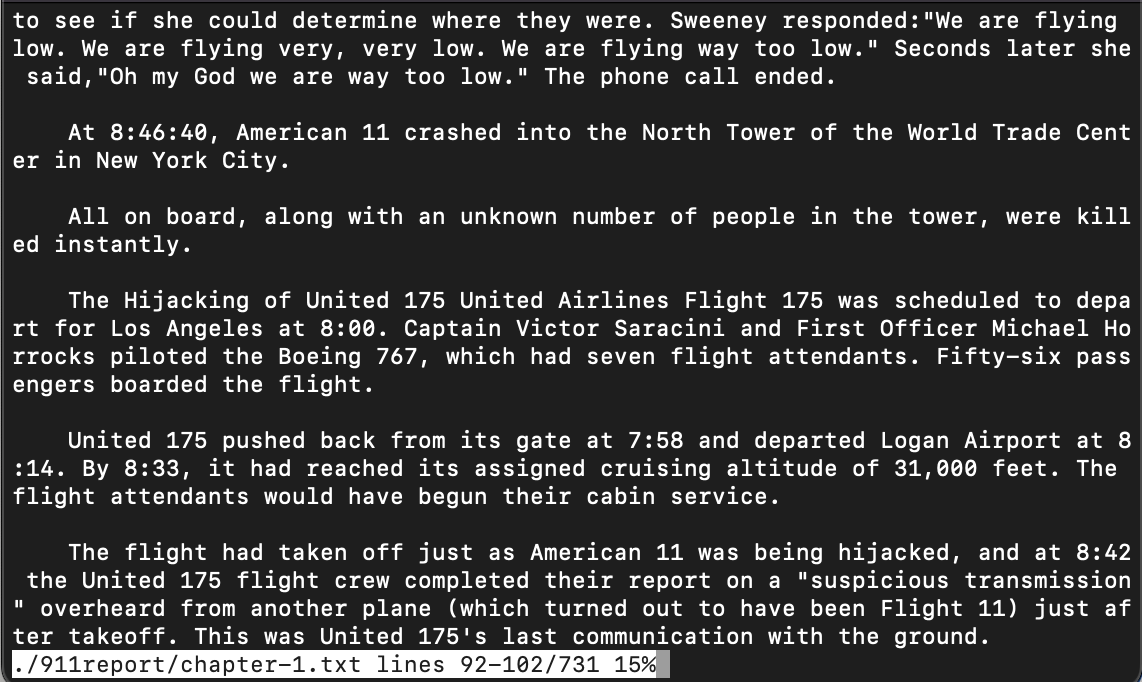 to see if she could determine where they were. Sweeney responded:"We are flying
low. We are flying very, very low. We are flying way too low." Seconds later she
 said,"Oh my God we are way too low." The phone call ended.

    At 8:46:40, American 11 crashed into the North Tower of the World Trade Cent
er in New York City.

    All on board, along with an unknown number of people in the tower, were kill
ed instantly.

    The Hijacking of United 175 United Airlines Flight 175 was scheduled to depa
rt for Los Angeles at 8:00. Captain Victor Saracini and First Officer Michael Ho
rrocks piloted the Boeing 767, which had seven flight attendants. Fifty-six pass
engers boarded the flight.

    United 175 pushed back from its gate at 7:58 and departed Logan Airport at 8
:14. By 8:33, it had reached its assigned cruising altitude of 31,000 feet. The
flight attendants would have begun their cabin service.

    The flight had taken off just as American 11 was being hijacked, and at 8:42
 the United 175 flight crew completed their report on a "suspicious transmission
" overheard from another plane (which turned out to have been Flight 11) just af
ter takeoff. This was United 175's last communication with the ground.
./911report/chapter-1.txt lines 92-102/731 15%